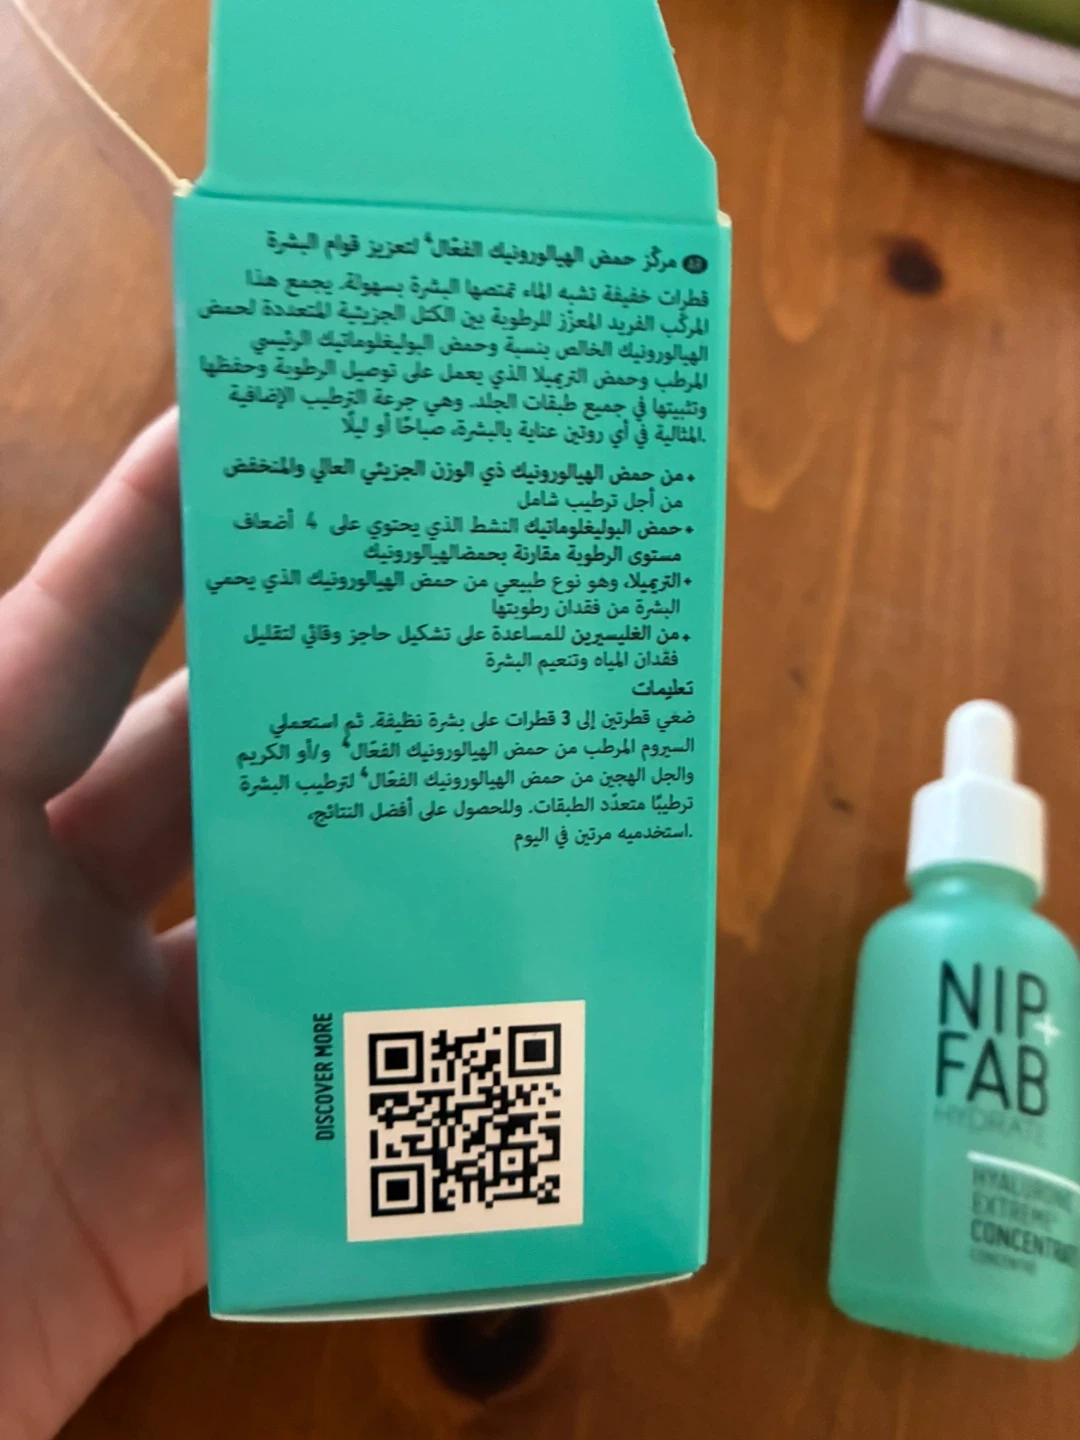 AR مركّز حمض الهيالورونيك الفعّال⁴ لتعزيز قوام البشرة
قطرات خفيفة تشبه الماء تمتصها البشرة بسهولة. يجمع هذا
المركّب الفريد المعزّز للرطوبة بين الكتل الجزيئية المتعددة لحمض
الهيالورونيك الخالص بنسبة وحمض البوليغلوماتيك الرئيسي
المرطب وحمض التريميلا الذي يعمل على توصيل الرطوبة وحفظها
وتثبيتها في جميع طبقات الجلد. وهي جرعة الترطيب الإضافية
.المثالية في أي روتين عناية بالبشرة، صباحًا أو ليلًا
+من حمض الهيالورونيك ذي الوزن الجزيئي العالي والمنخفض
من أجل ترطيب شامل
+حمض البوليغلوماتيك النشط الذي يحتوي على 4 أضعاف
مستوى الرطوبة مقارنة بحمضالهيالورونيك
+التريميلا، وهو نوع طبيعي من حمض الهيالورونيك الذي يحمي
البشرة من فقدان رطوبتها
+من الغليسيرين للمساعدة على تشكيل حاجز وقائي لتقليل
فقدان المياه وتنعيم البشرة
تعليمات
ضعي قطرتين إلى 3 قطرات على بشرة نظيفة. ثم استعملي
السيروم المرطب من حمض الهيالورونيك الفعّال⁴ و/أو الكريم
والجل الهجين من حمض الهيالورونيك الفعّال⁴ لترطيب البشرة
ترطيبًا متعدّد الطبقات. وللحصول على أفضل النتائج،
.استخدميه مرتين في اليوم
DISCOVER MORE
NIP+
FAB
HYDRATE
HYALURONIC
EXTREME⁴
CONCENTRATE
CONCENTRÉ